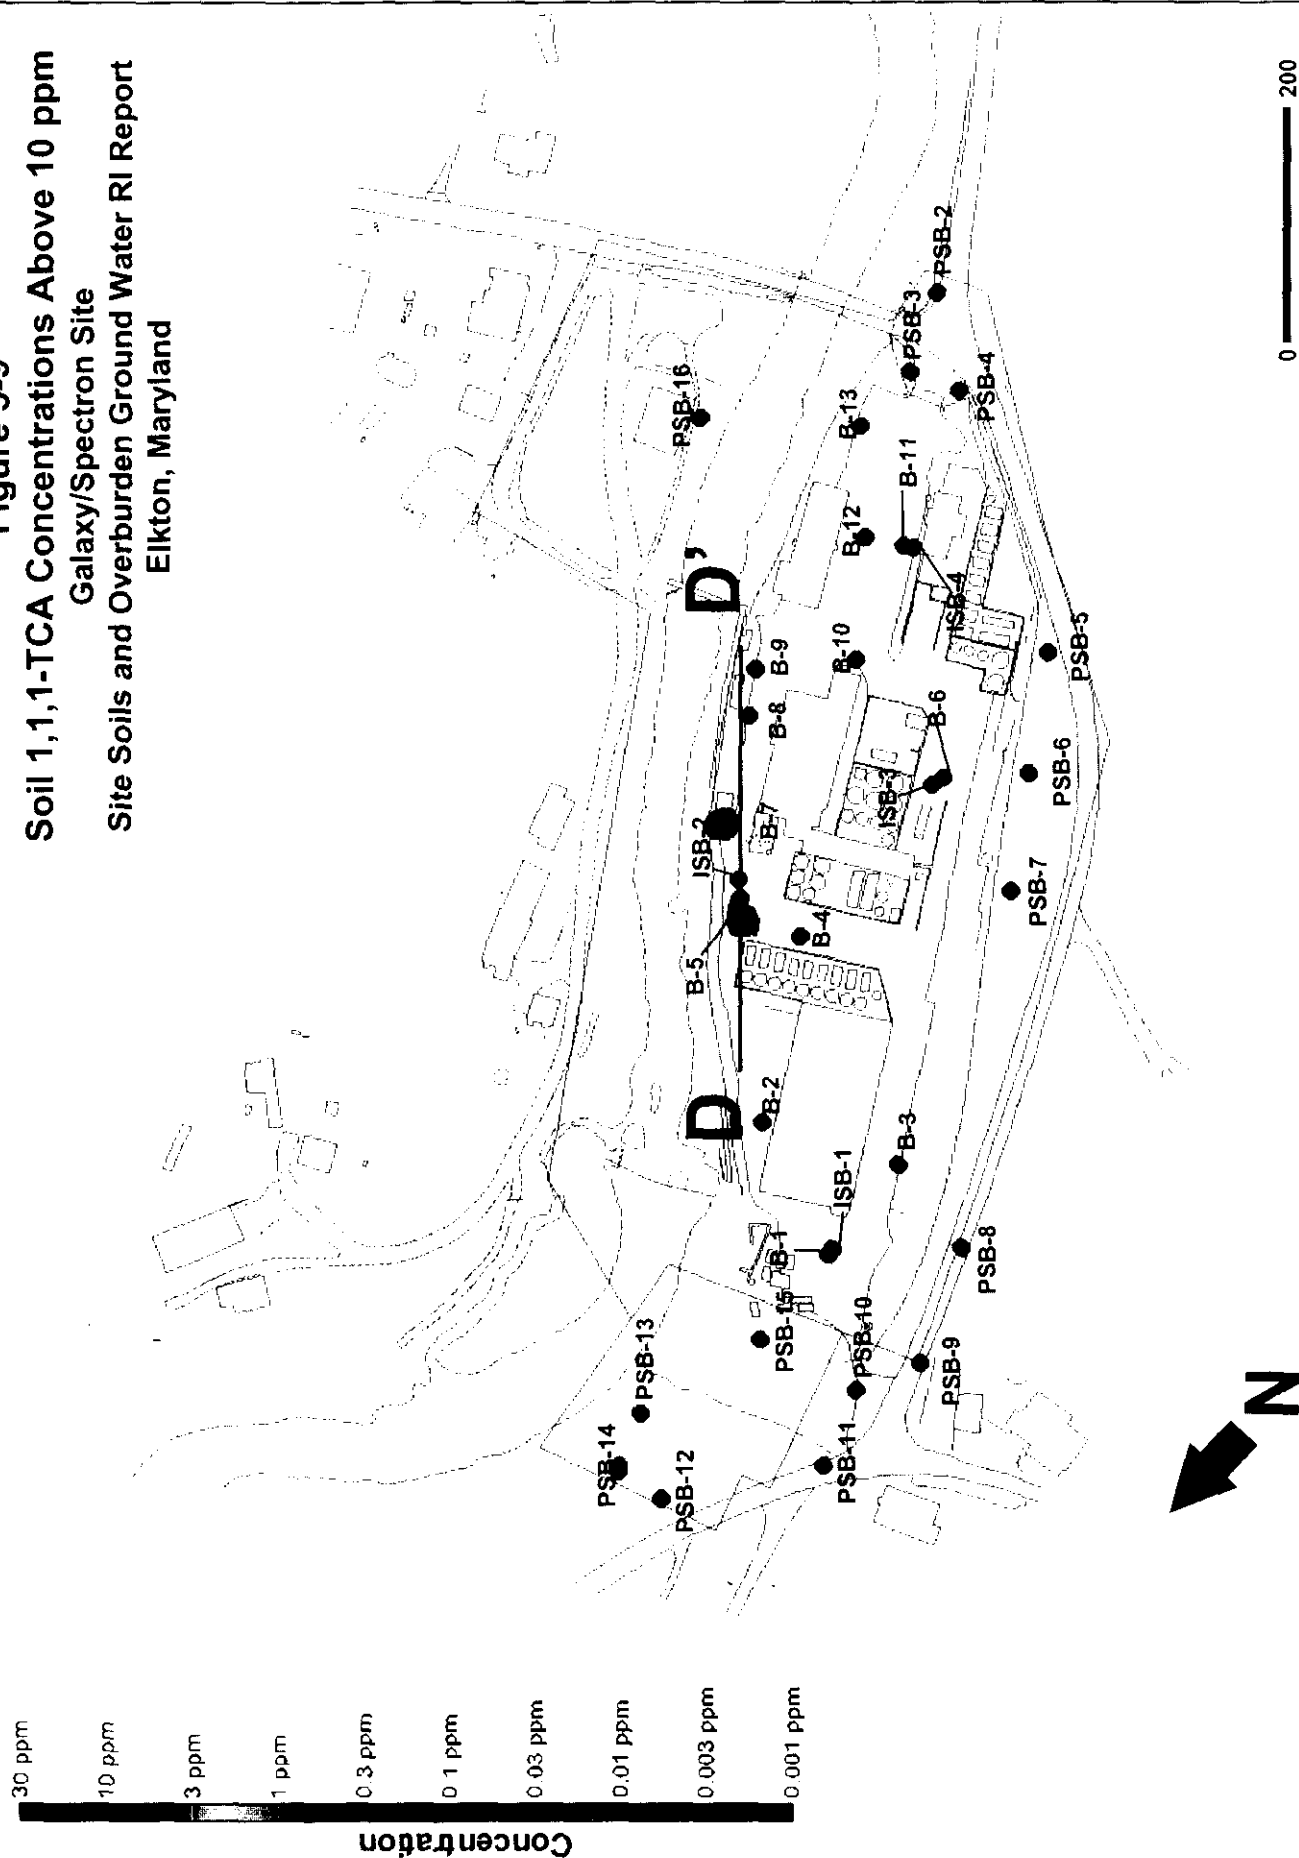 Figure
Soil 1,1,1-TCA Concentrations Above 10 ppm
Galaxy/Spectron Site
Site Soils and Overburden Ground Water RI Report
Elkton, Maryland
30 ppm
10 ppm
3 ppm
1 ppm
0.3 ppm
0.1 ppm
0.03 ppm
0.01 ppm
0.003 ppm
0.001 ppm
Concentration
PSB-14
PSB-13
PSB-12
PSB-15
PSB-11
PSB-10
PSB-9
PSB-8
B-1
ISB-1
B-3
B-2
D
D'
B-5
ISB-2
B-4
B-7
B-8
B-9
ISB-3
B-6
B-10
PSB-7
PSB-6
PSB-5
B-12
B-11
ISB-4
B-13
PSB-16
PSB-3
PSB-2
PSB-4
N
0
200